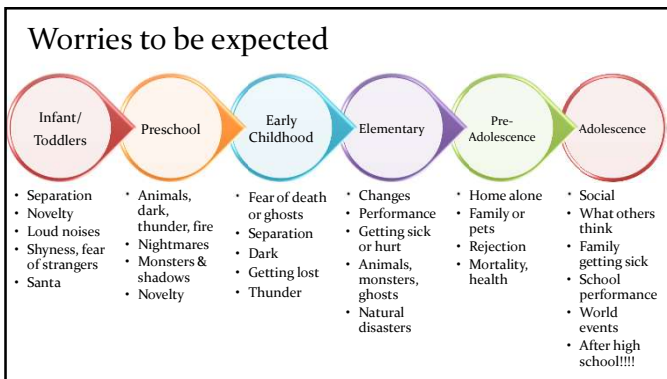 Worries to be expected
Infant/
Toddlers
Preschool
Early
Childhood
Elementary
Pre-
Adolescence
Adolescence
• Separation
• Novelty
• Loud noises
• Shyness, fear
of strangers
• Santa
• Animals,
dark,
thunder, fire
• Nightmares
• Monsters &
shadows
• Novelty
• Fear of death
or ghosts
• Separation
• Dark
• Getting lost
• Thunder
• Changes
• Performance
• Getting sick
or hurt
• Animals,
monsters,
ghosts
• Natural
disasters
• Home alone
• Family or
pets
• Rejection
• Mortality,
health
• Social
• What others
think
• Family
getting sick
• School
performance
• World
events
• After high
school!!!!